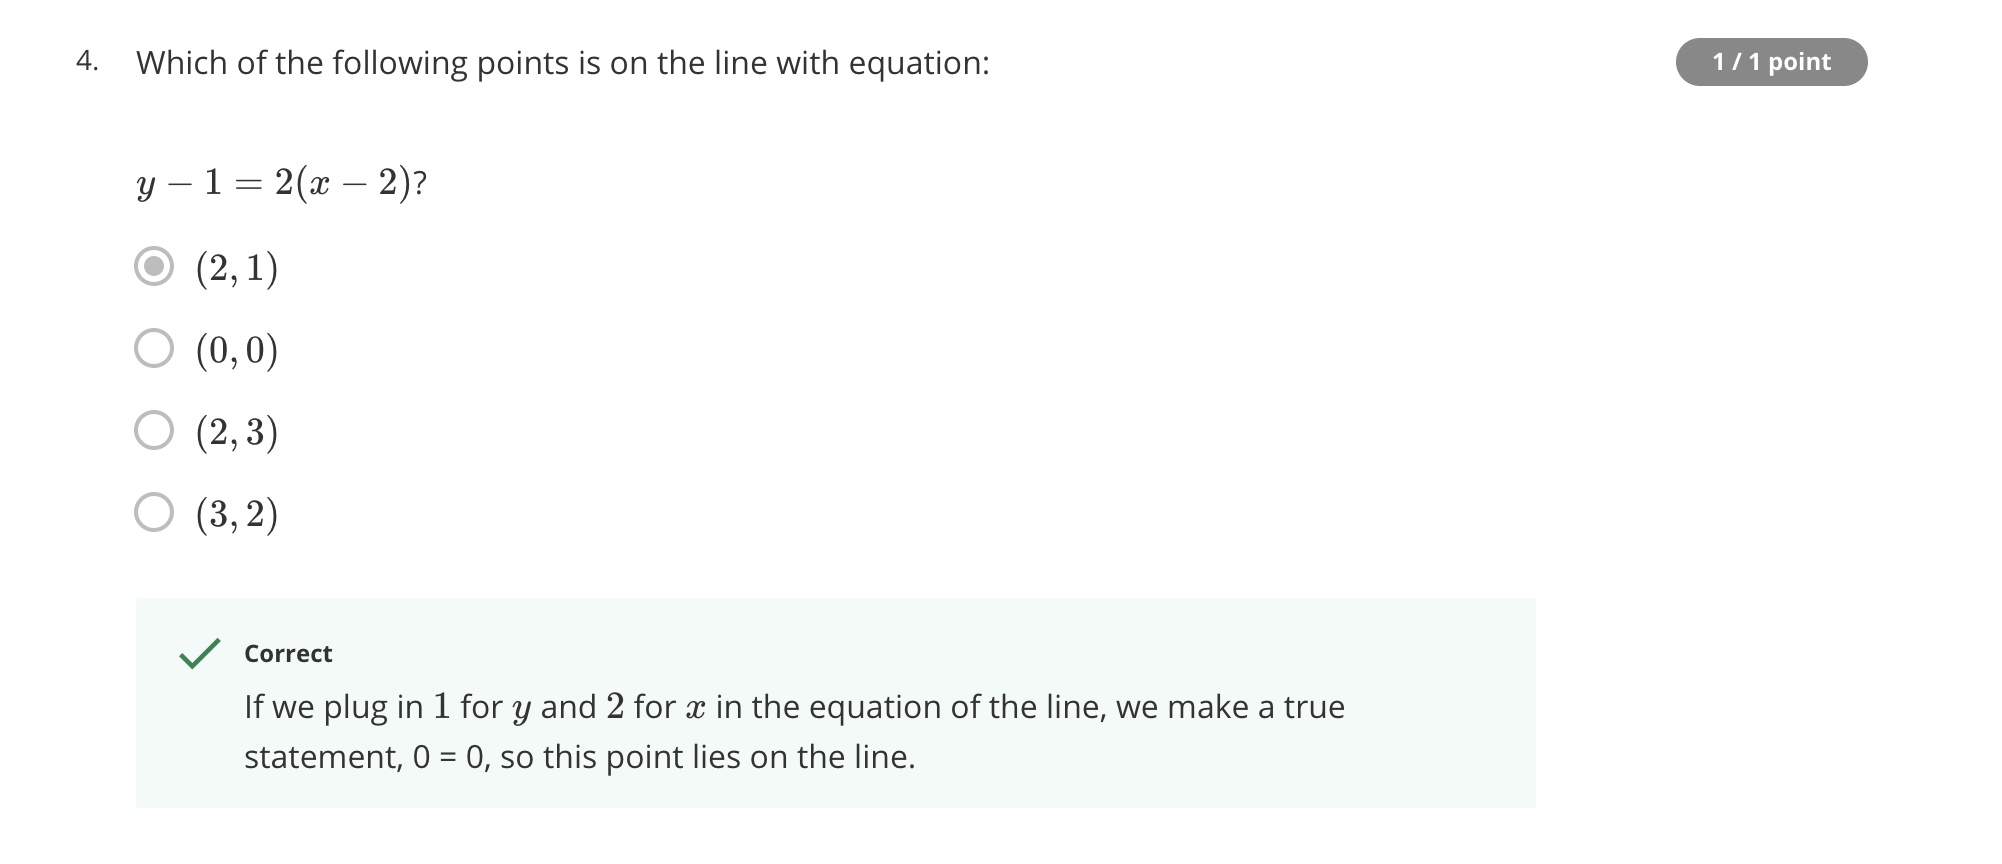 4. Which of the following points is on the line with equation:
1 / 1 point
y − 1 = 2(x − 2)?
(2, 1)
(0, 0)
(2, 3)
(3, 2)
Correct
If we plug in 1 for y and 2 for x in the equation of the line, we make a true
statement, 0 = 0, so this point lies on the line.